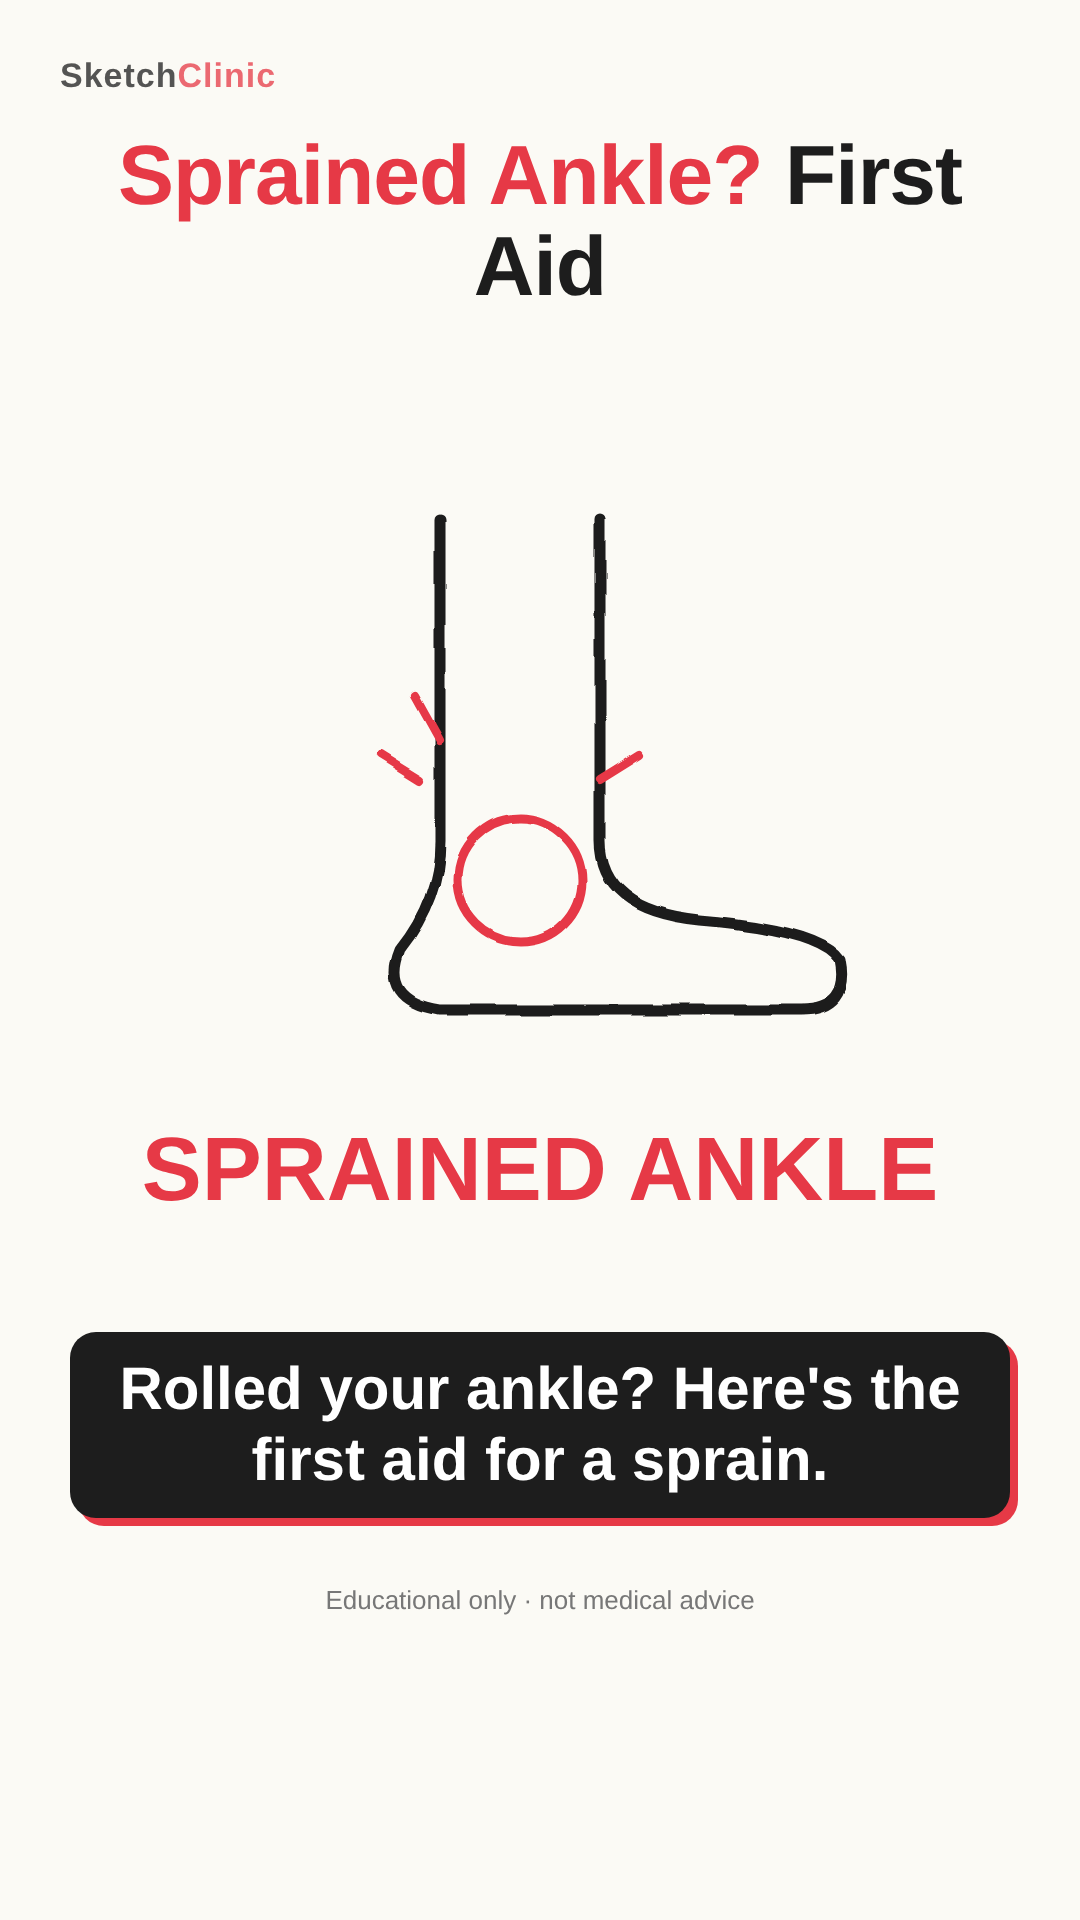 SketchClinic
Sprained Ankle? First
Aid
SPRAINED ANKLE
Rolled your ankle? Here's the
first aid for a sprain.
Educational only · not medical advice